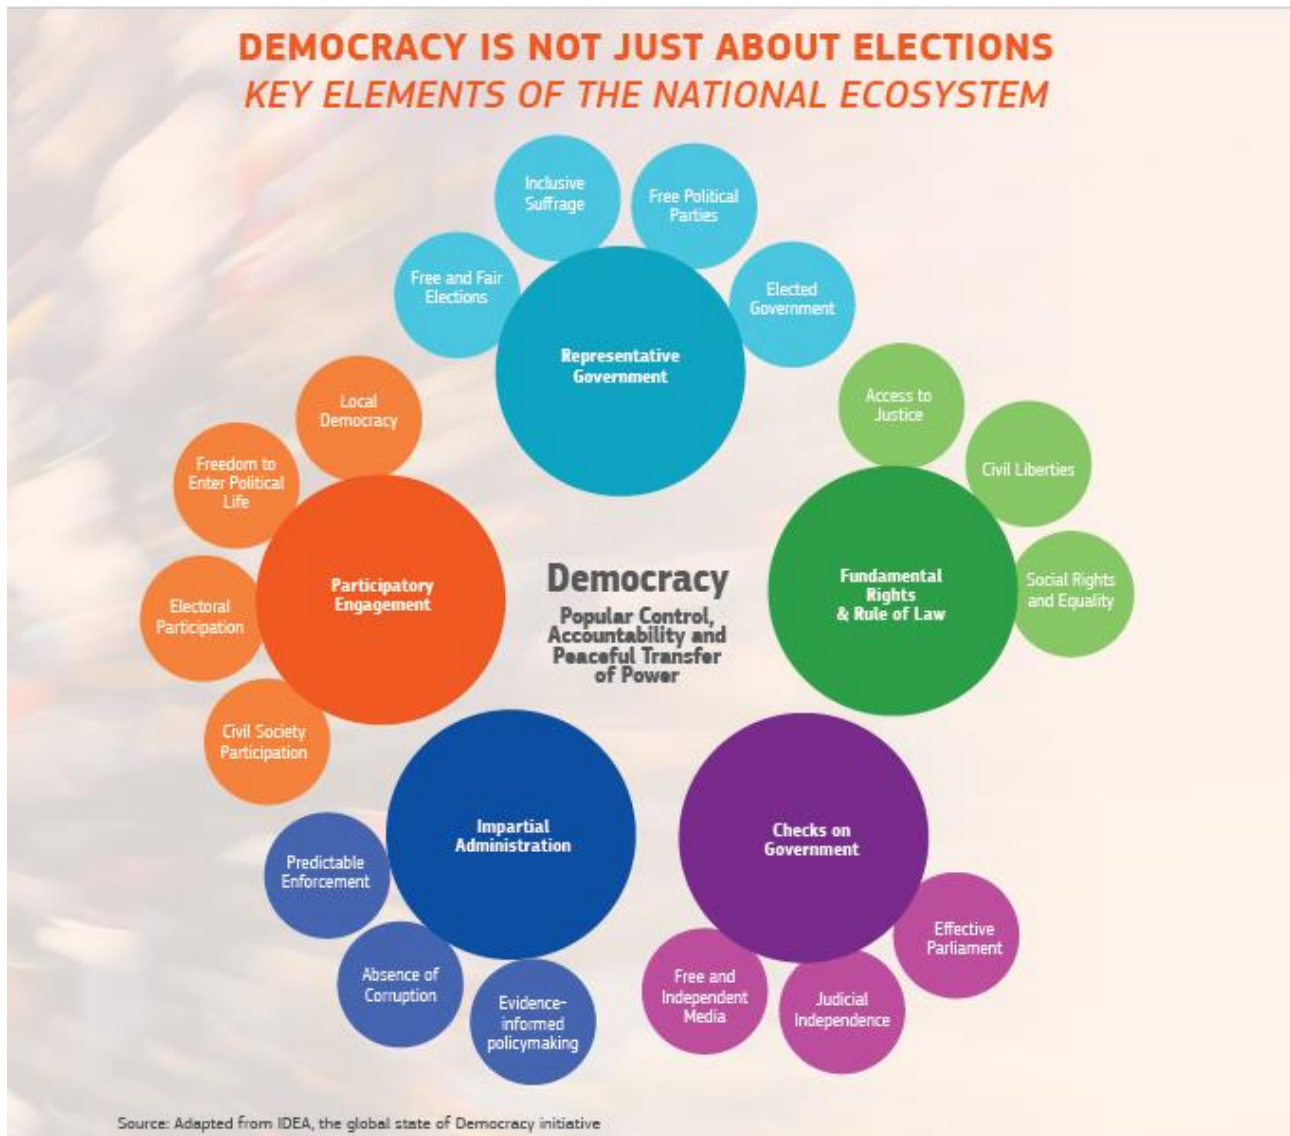 DEMOCRACY IS NOT JUST ABOUT ELECTIONS
KEY ELEMENTS OF THE NATIONAL ECOSYSTEM
Inclusive
Suffrage
Free Political
Parties
Free and Fair
Elections
Elected
Government
Representative
Government
Local
Democracy
Freedom to
Enter Political
Life
Electoral
Participation
Civil Society
Participation
Participatory
Engagement
Democracy
Popular Control,
Accountability and
Peaceful Transfer
of Power
Access to
Justice
Civil Liberties
Social Rights
and Equality
Fundamental
Rights
& Rule of Law
Impartial
Administration
Predictable
Enforcement
Absence of
Corruption
Evidence-
informed
policymaking
Checks on
Government
Effective
Parliament
Free and
Independent
Media
Judicial
Independence
Source: Adapted from IDEA, the global state of Democracy initiative